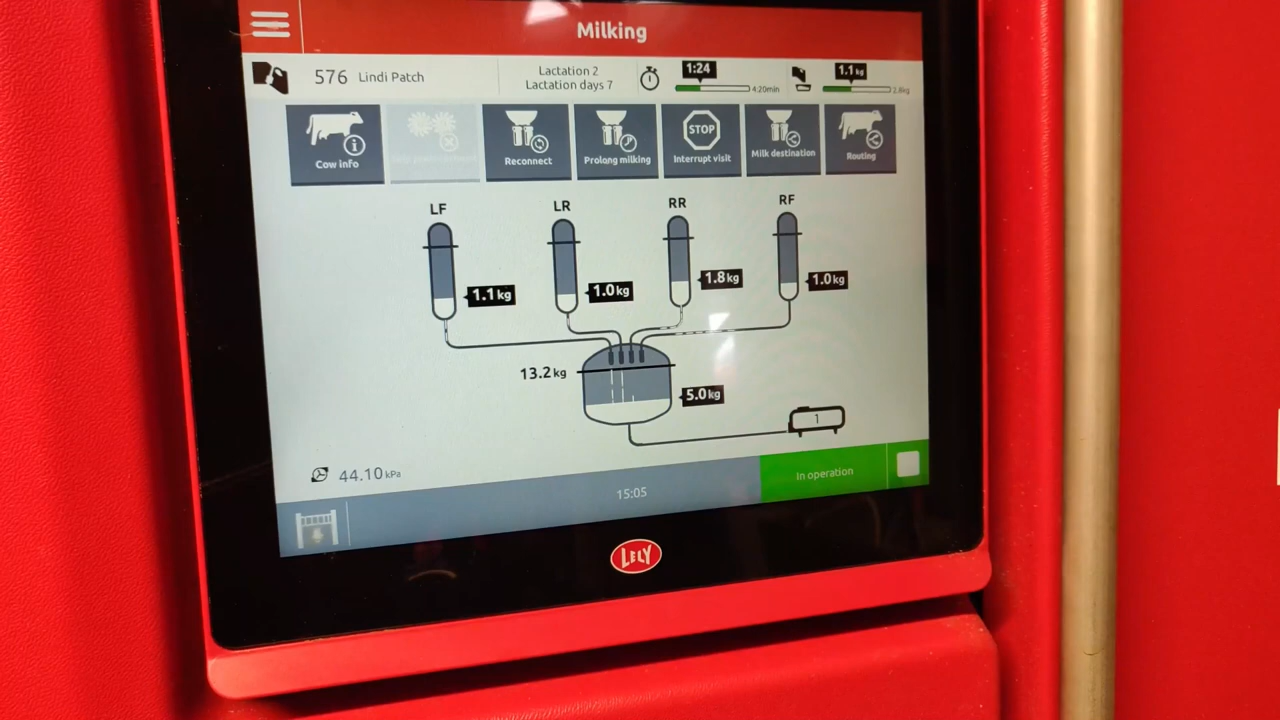 Milking
576 Lindi Patch
Lactation 2
Lactation days 7
1:24
4:20min
1.1 kg
2.8kg
Cow info
Reconnect
Prolong milking
STOP
Interrupt visit
Milk destination
Routing
LF
LR
RR
RF
1.1 kg
1.0 kg
1.8 kg
1.0 kg
13.2 kg
5.0 kg
1
44.10 kPa
15:05
In operation
LELY